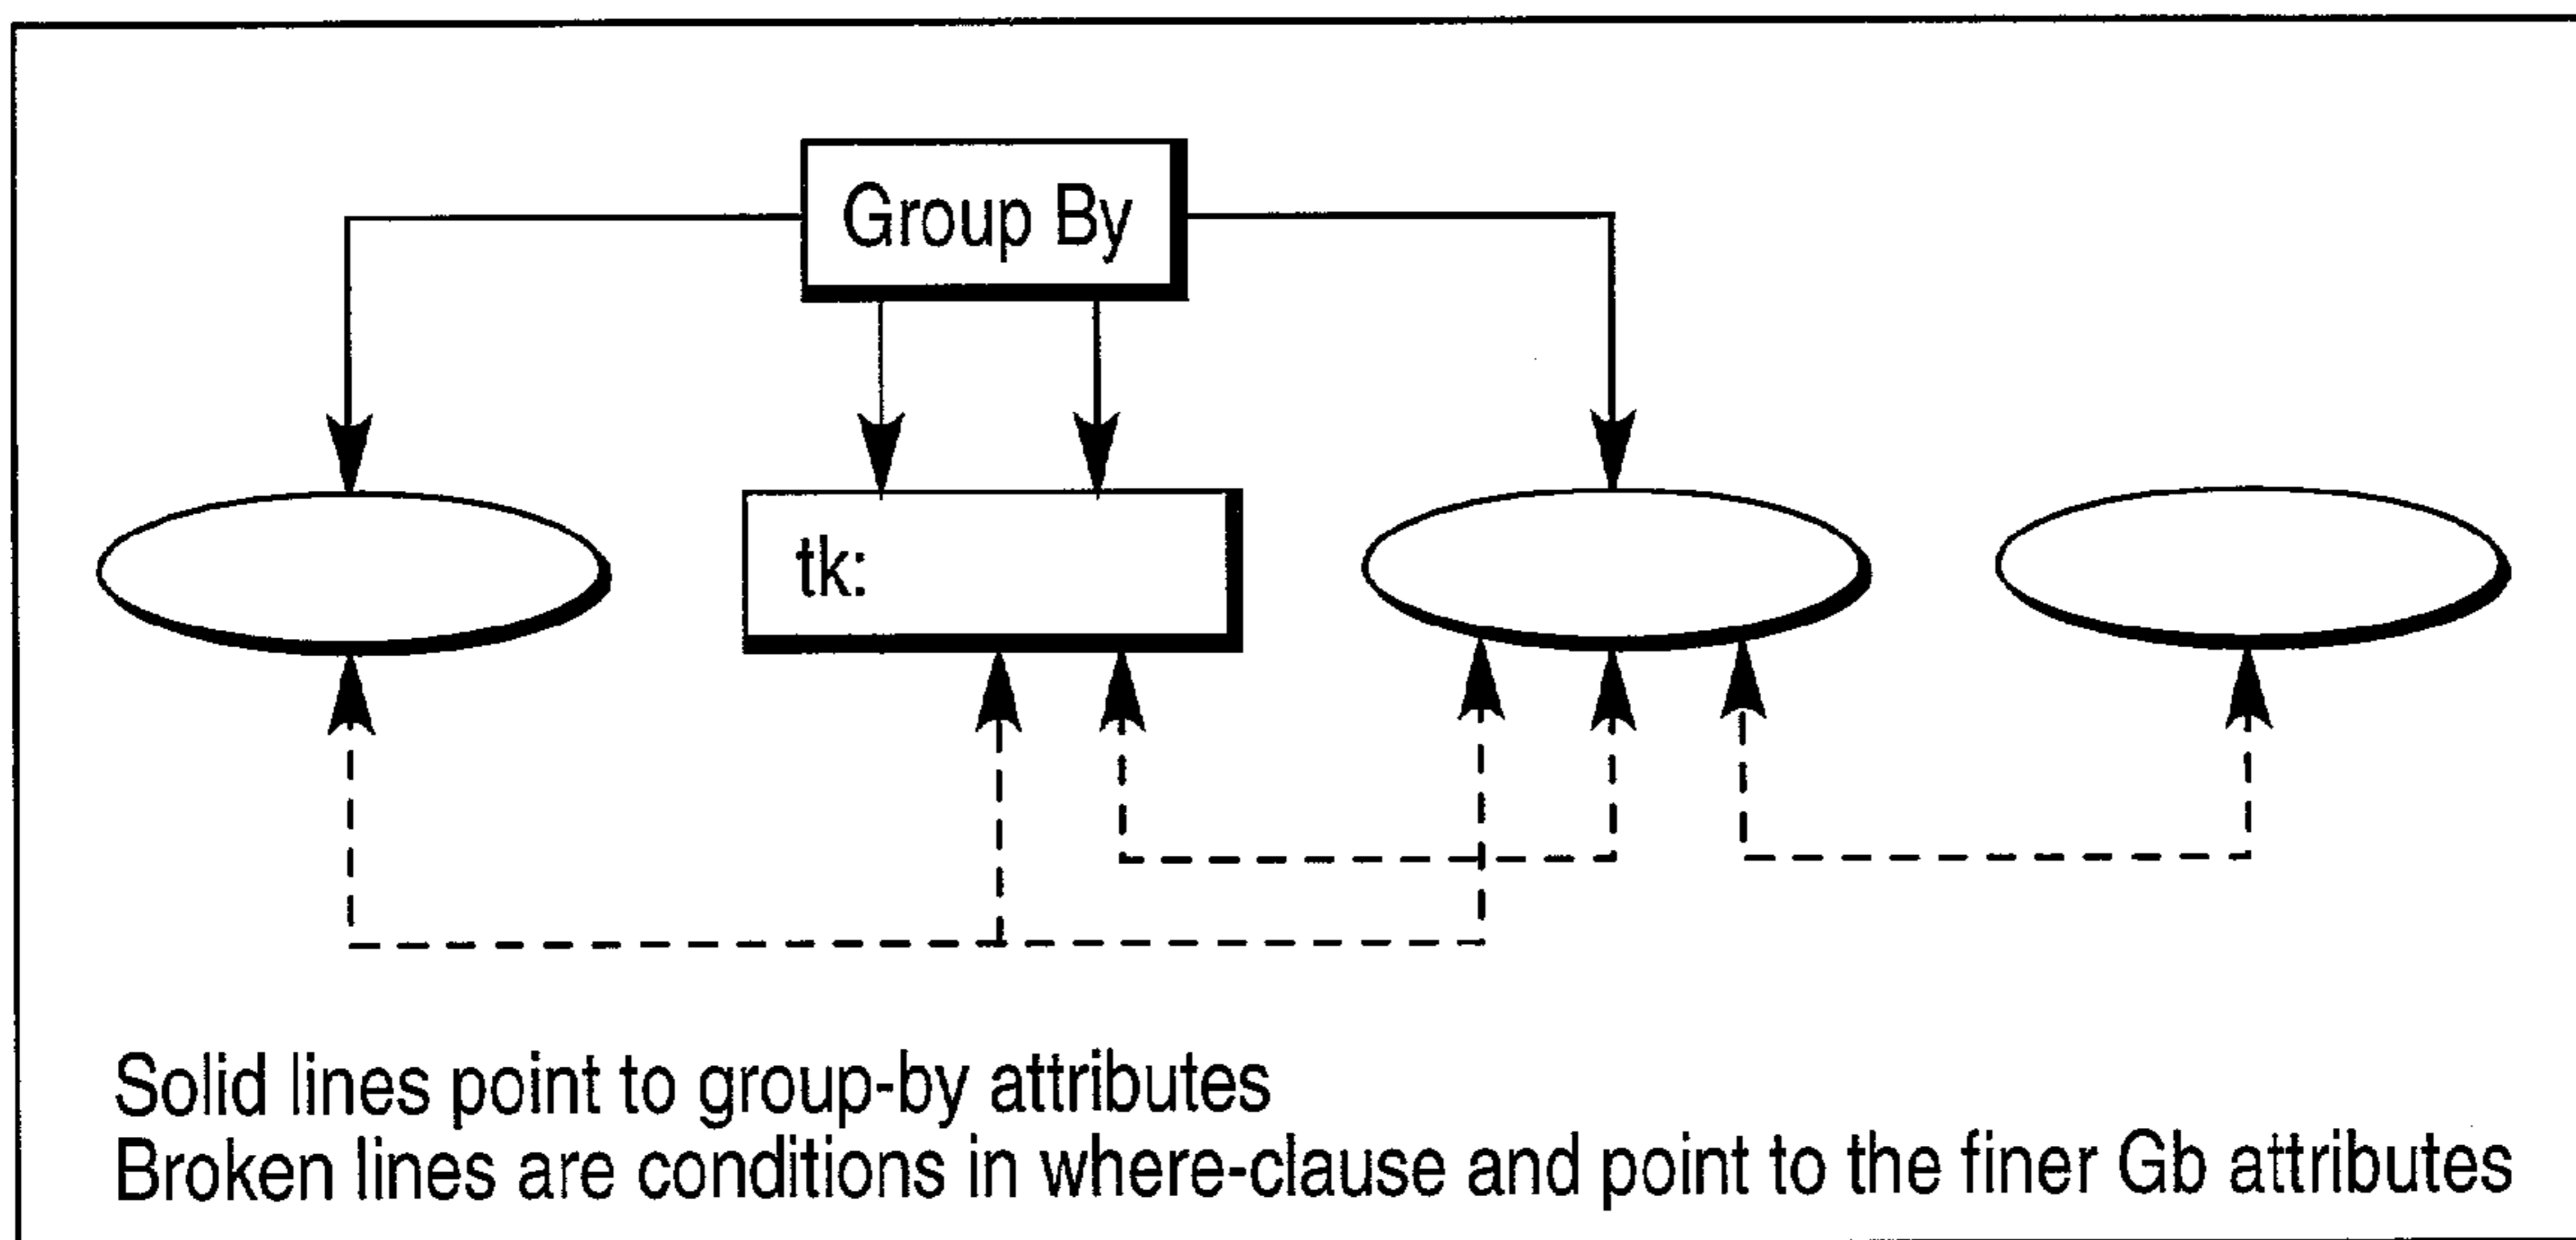 Group By
tk:
Solid lines point to group-by attributes
Broken lines are conditions in where-clause and point to the finer Gb attributes